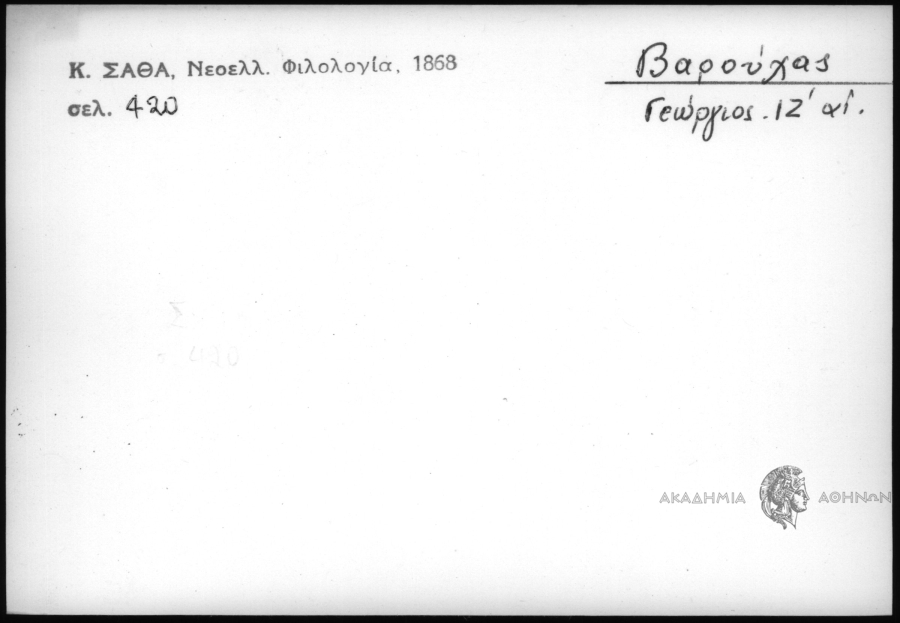 Κ. ΣΑΘΑ, Νεοελλ. Φιλολογία, 1868
σελ. 420
Βαρούχας
Γεώργιος. ΙΖ΄ αἰ.
ΑΚΑΔΗΜΙΑ ΑΘΗΝΩΝ